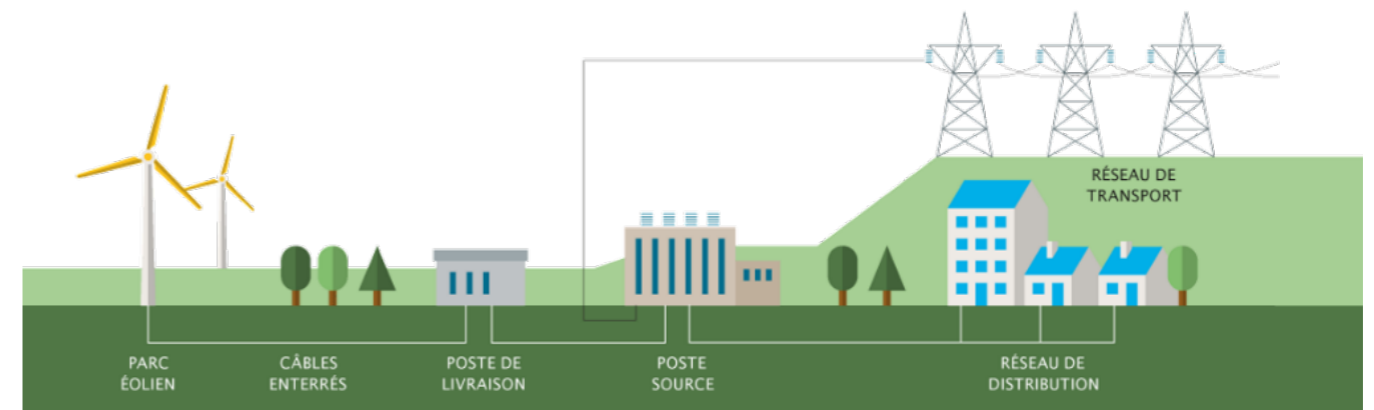 RÉSEAU DE
TRANSPORT
PARC
ÉOLIEN
CÂBLES
ENTERRÉS
POSTE DE
LIVRAISON
POSTE
SOURCE
RÉSEAU DE
DISTRIBUTION